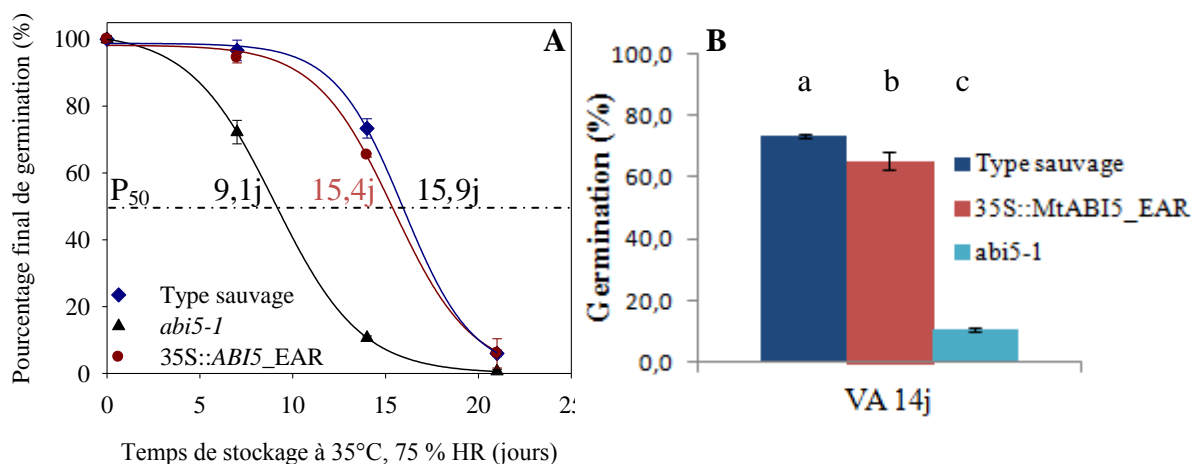 Pourcentage final de germination (%)
100
80
60
40
20
0
A
P50 9,1j 15,4j 15,9j
Type sauvage
abi5-1
35S::ABI5_EAR
0 5 10 15 20 25
Temps de stockage à 35°C, 75 % HR (jours)
B
Germination (%)
100,0
80,0
60,0
40,0
20,0
0,0
a b c
Type sauvage
35S::MtABI5_EAR
abi5-1
VA 14j